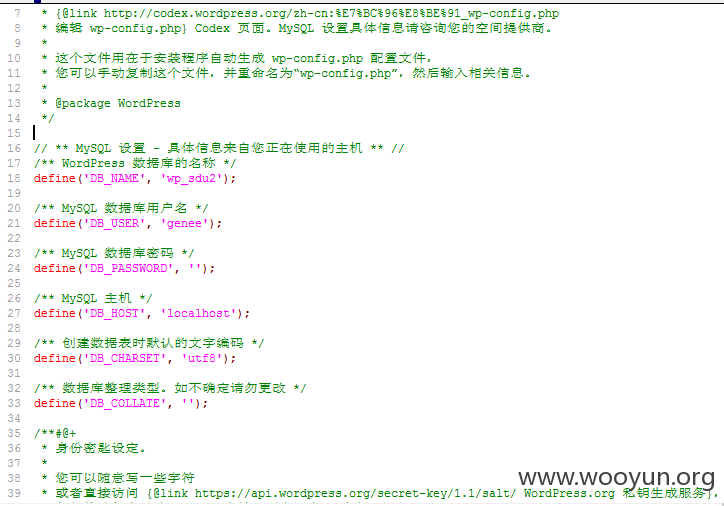 7 * {@link http://codex.wordpress.org/zh-cn:%E7%BC%96%E8%BE%91_wp-config.php
8 * 编辑 wp-config.php} Codex 页面。MySQL 设置具体信息请咨询您的空间提供商。
9 *
10 * 这个文件用在于安装程序自动生成 wp-config.php 配置文件，
11 * 您可以手动复制这个文件，并重命名为“wp-config.php”，然后输入相关信息。
12 *
13 * @package WordPress
14 */
15
16 // ** MySQL 设置 - 具体信息来自您正在使用的主机 ** //
17 /** WordPress 数据库的名称 */
18 define('DB_NAME', 'wp_sdu2');
19
20 /** MySQL 数据库用户名 */
21 define('DB_USER', 'genee');
22
23 /** MySQL 数据库密码 */
24 define('DB_PASSWORD', '');
25
26 /** MySQL 主机 */
27 define('DB_HOST', 'localhost');
28
29 /** 创建数据表时默认的文字编码 */
30 define('DB_CHARSET', 'utf8');
31
32 /** 数据库整理类型。如不确定请勿更改 */
33 define('DB_COLLATE', '');
34
35 /**#@+
36 * 身份密匙设定。
37 *
38 * 您可以随意写一些字符
39 * 或者直接访问 {@link https://api.wordpress.org/secret-key/1.1/salt/ WordPress.org 私钥生成服务}，
www.wooyun.org